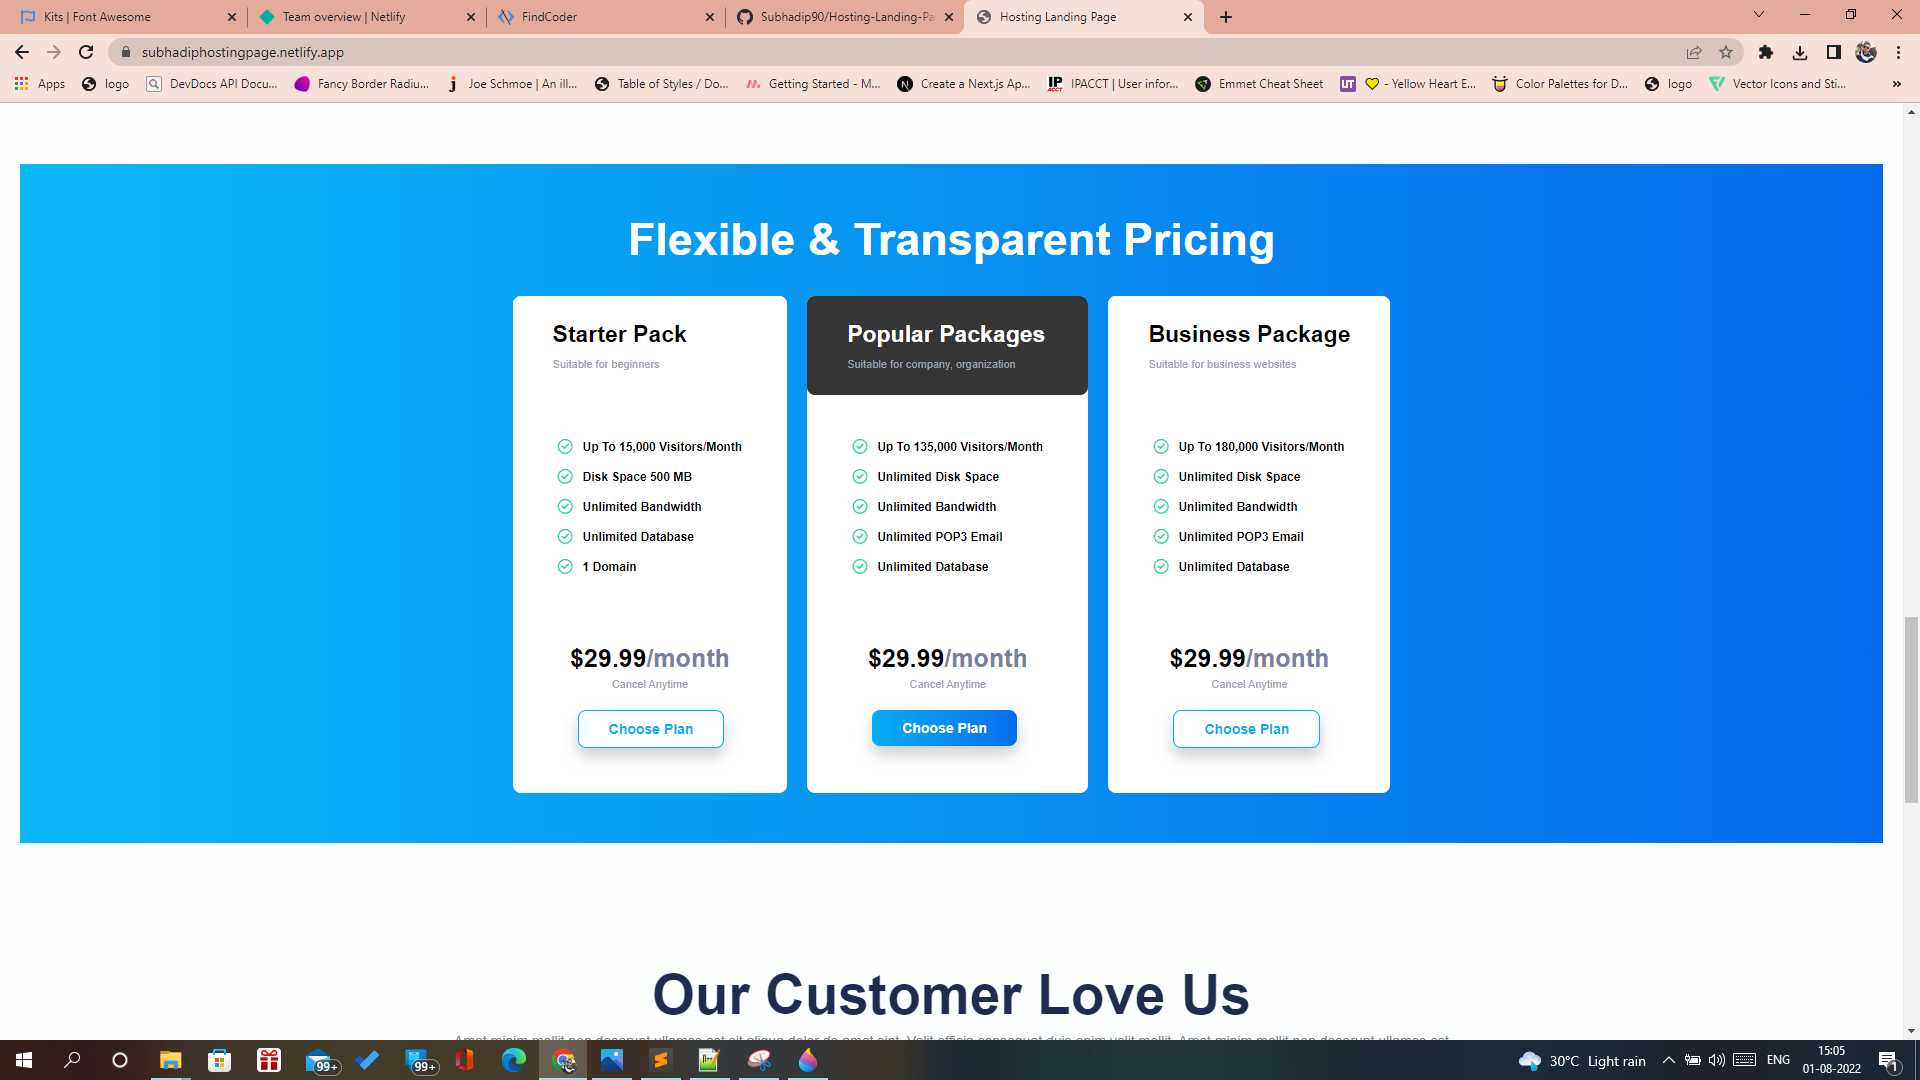 Kits | Font Awesome
Team overview | Netlify
FindCoder
Subhadip90/Hosting-Landing-Pa
Hosting Landing Page
subhadiphostingpage.netlify.app
Apps
logo
DevDocs API Docu...
Fancy Border Radiu...
Joe Schmoe | An ill...
Table of Styles / Do...
Getting Started - M...
Create a Next.js Ap...
IPACCT | User infor...
Emmet Cheat Sheet
- Yellow Heart E...
Color Palettes for D...
logo
Vector Icons and Sti...
»
Flexible & Transparent Pricing
Starter Pack
Suitable for beginners
Up To 15,000 Visitors/Month
Disk Space 500 MB
Unlimited Bandwidth
Unlimited Database
1 Domain
$29.99/month
Cancel Anytime
Choose Plan
Popular Packages
Suitable for company, organization
Up To 135,000 Visitors/Month
Unlimited Disk Space
Unlimited Bandwidth
Unlimited POP3 Email
Unlimited Database
$29.99/month
Cancel Anytime
Choose Plan
Business Package
Suitable for business websites
Up To 180,000 Visitors/Month
Unlimited Disk Space
Unlimited Bandwidth
Unlimited POP3 Email
Unlimited Database
$29.99/month
Cancel Anytime
Choose Plan
Our Customer Love Us
99+
99+
30°C Light rain
ENG
15:05
01-08-2022
1